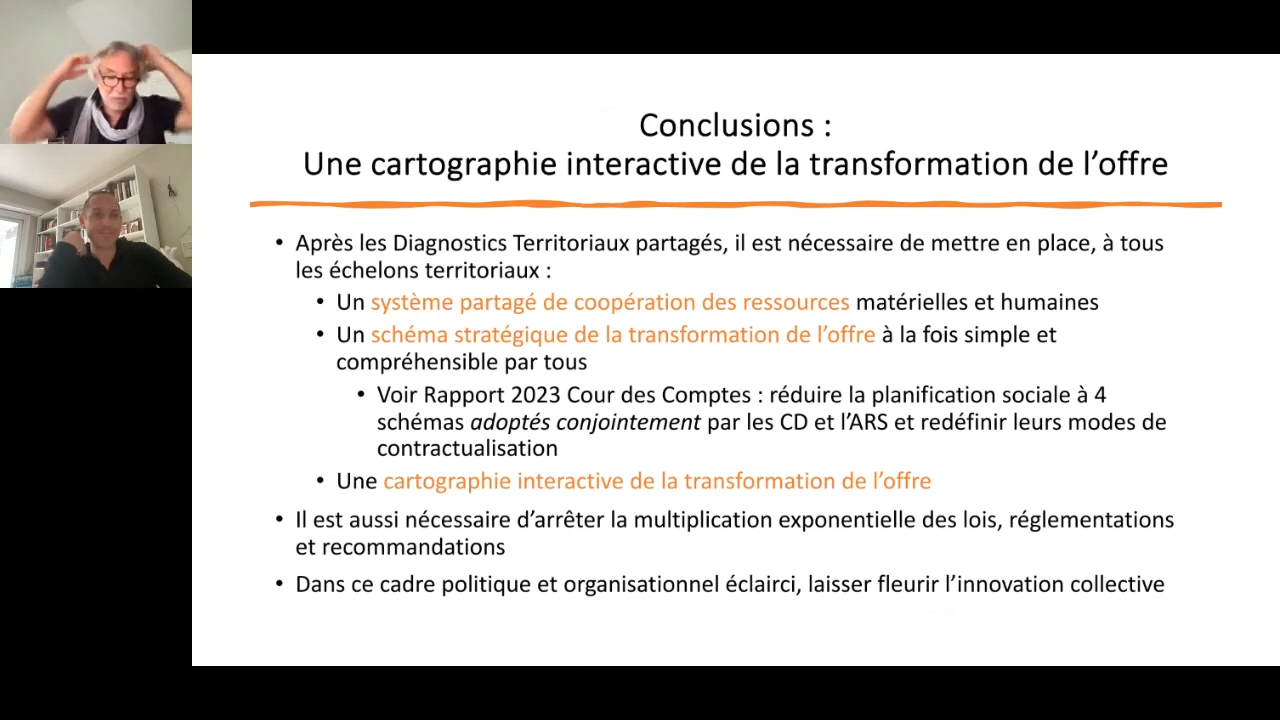 Conclusions :
Une cartographie interactive de la transformation de l’offre
• Après les Diagnostics Territoriaux partagés, il est nécessaire de mettre en place, à tous
les échelons territoriaux :
• Un système partagé de coopération des ressources matérielles et humaines
• Un schéma stratégique de la transformation de l’offre à la fois simple et
compréhensible par tous
• Voir Rapport 2023 Cour des Comptes : réduire la planification sociale à 4
schémas adoptés conjointement par les CD et l’ARS et redéfinir leurs modes de
contractualisation
• Une cartographie interactive de la transformation de l’offre
• Il est aussi nécessaire d’arrêter la multiplication exponentielle des lois, réglementations
et recommandations
• Dans ce cadre politique et organisationnel éclairci, laisser fleurir l’innovation collective